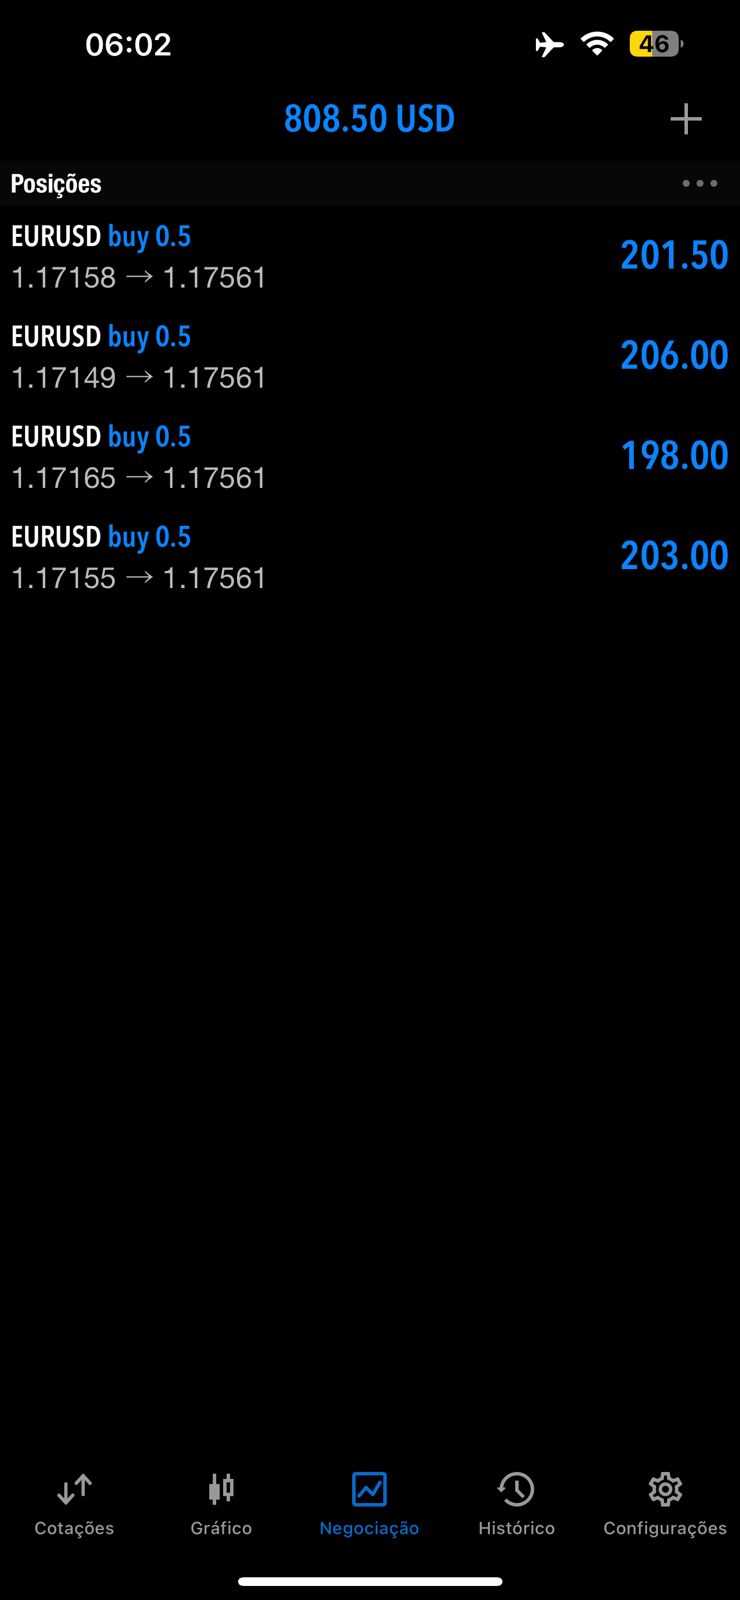 06:02
46
808.50 USD
Posições
EURUSD buy 0.5
201.50
1.17158 → 1.17561
EURUSD buy 0.5
206.00
1.17149 → 1.17561
EURUSD buy 0.5
198.00
1.17165 → 1.17561
EURUSD buy 0.5
203.00
1.17155 → 1.17561
Cotações
Gráfico
Negociação
Histórico
Configurações